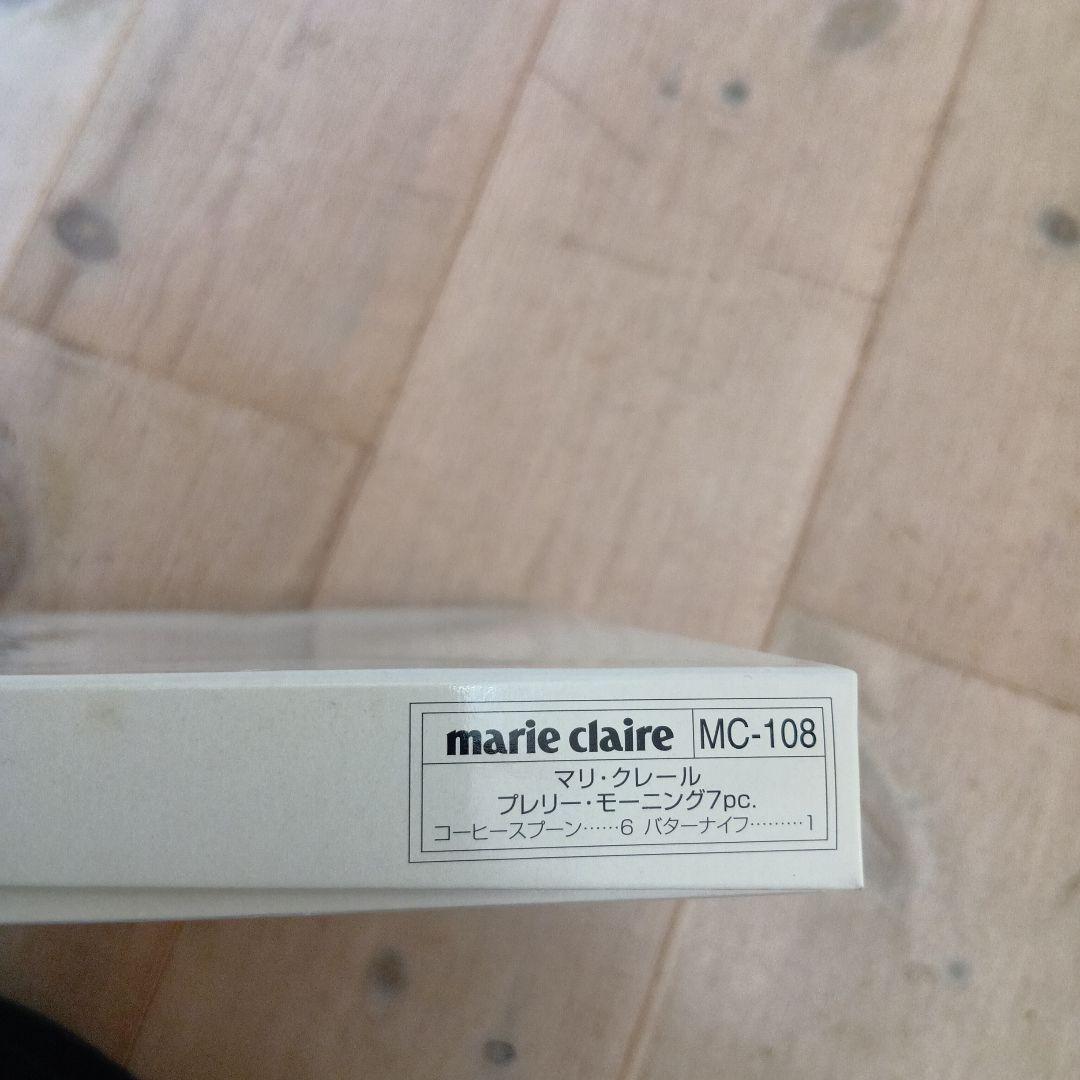 marie claire MC-108
マリ・クレール
プレリー・モーニング7pc.
コーヒースプーン……6 バターナイフ………1